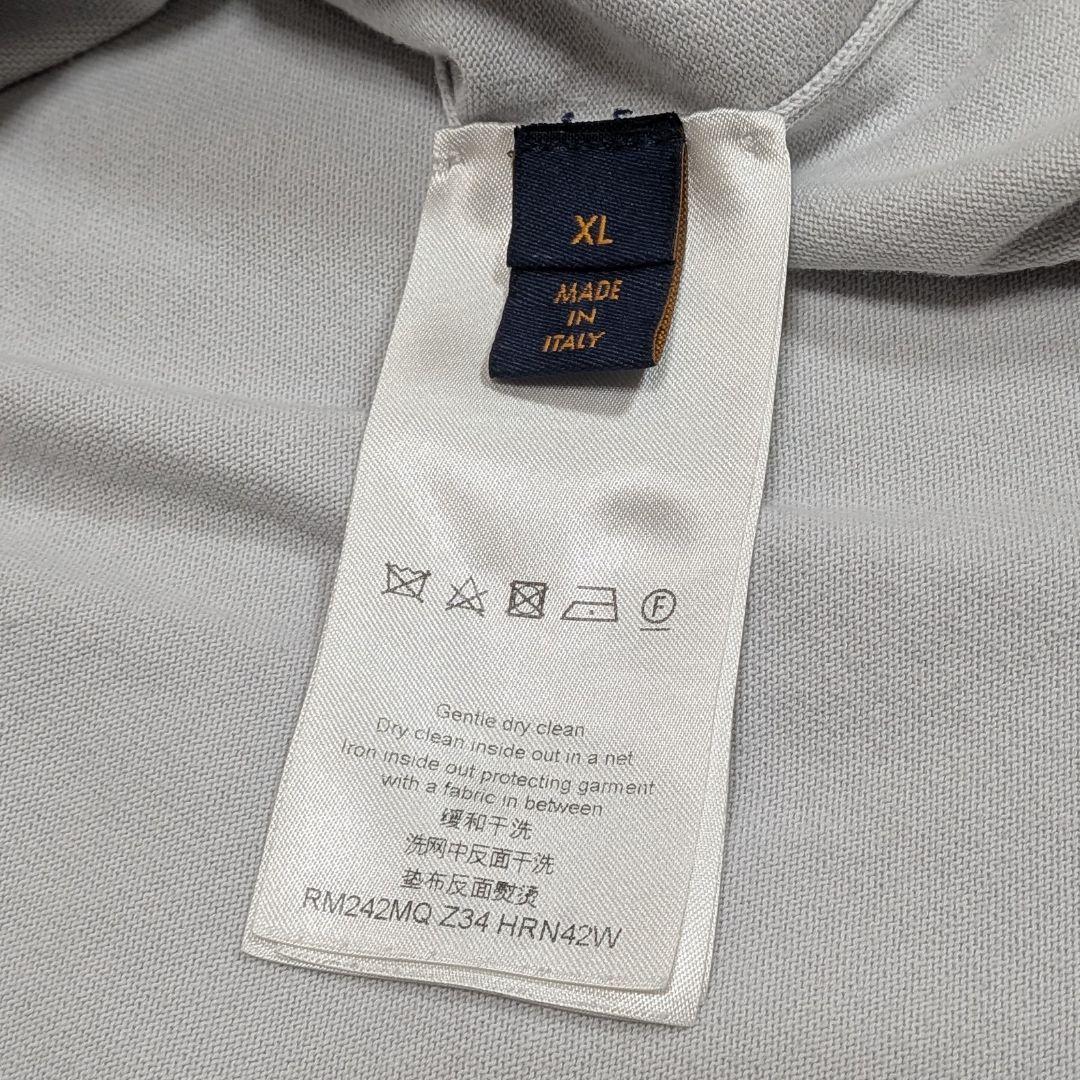 XL
MADE
IN
ITALY
F
Gentle dry clean
Dry clean inside out in a net
Iron inside out protecting garment
with a fabric in between
缓和干洗
洗网中反面干洗
垫布反面熨烫
RM242MQ Z34 HRN42W